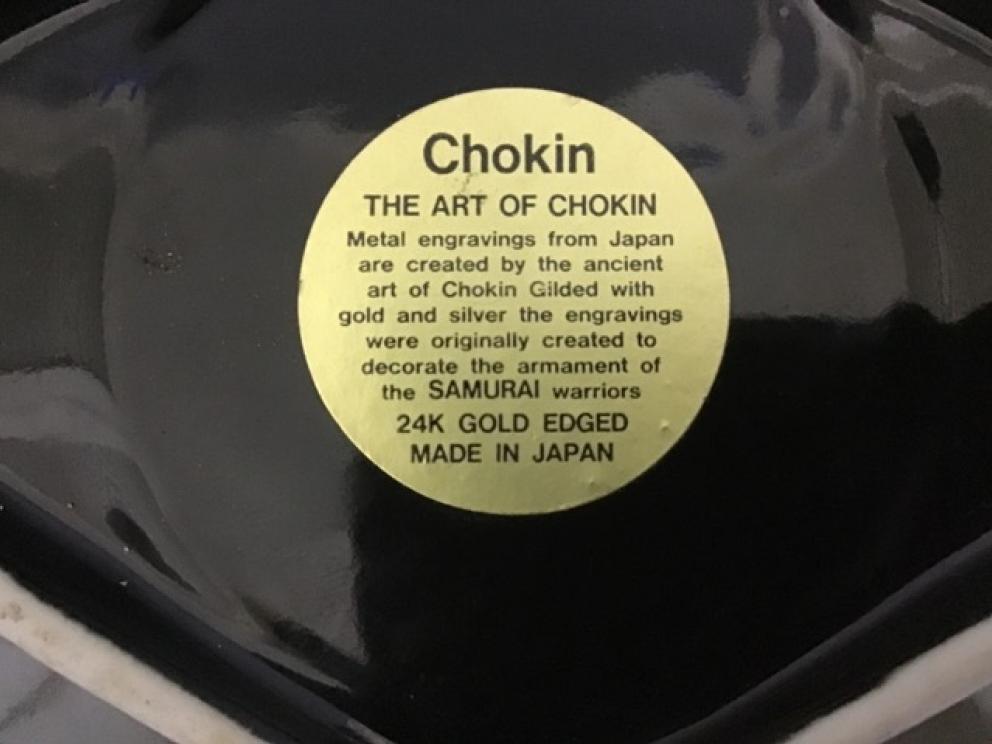 Chokin
THE ART OF CHOKIN
Metal engravings from Japan
are created by the ancient
art of Chokin Gilded with
gold and silver the engravings
were originally created to
decorate the armament of
the SAMURAI warriors
24K GOLD EDGED
MADE IN JAPAN